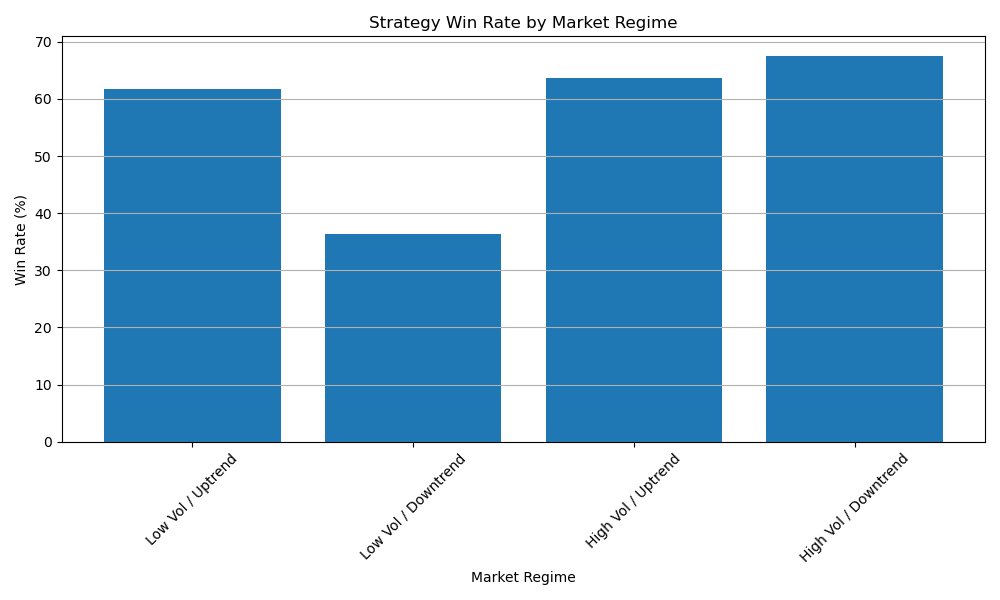 Strategy Win Rate by Market Regime
70
60
50
40
30
20
10
0
Win Rate (%)
Low Vol / Uptrend
Low Vol / Downtrend
High Vol / Uptrend
High Vol / Downtrend
Market Regime